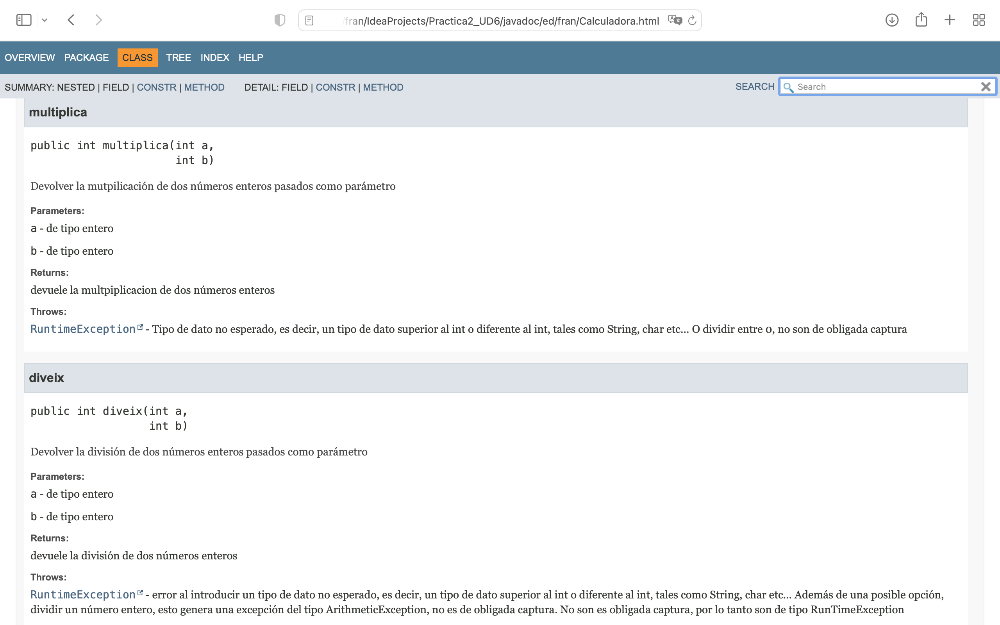 /fran/IdeaProjects/Practica2_UD6/javadoc/ed/fran/Calculadora.html
OVERVIEW PACKAGE CLASS TREE INDEX HELP
SUMMARY: NESTED | FIELD | CONSTR | METHOD DETAIL: FIELD | CONSTR | METHOD SEARCH Search
multiplica
public int multiplica(int a,
int b)
Devolver la mutpilicación de dos números enteros pasados como parámetro
Parameters:
a - de tipo entero
b - de tipo entero
Returns:
devuele la multpiplicacion de dos números enteros
Throws:
RuntimeException - Tipo de dato no esperado, es decir, un tipo de dato superior al int o diferente al int, tales como String, char etc... O dividir entre 0, no son de obligada captura
diveix
public int diveix(int a,
int b)
Devolver la división de dos números enteros pasados como parámetro
Parameters:
a - de tipo entero
b - de tipo entero
Returns:
devuele la división de dos números enteros
Throws:
RuntimeException - error al introducir un tipo de dato no esperado, es decir, un tipo de dato superior al int o diferente al int, tales como String, char etc... Además de una posible opción,
dividir un número entero, esto genera una excepción del tipo ArithmeticException, no es de obligada captura. No son es obligada captura, por lo tanto son de tipo RunTimeException